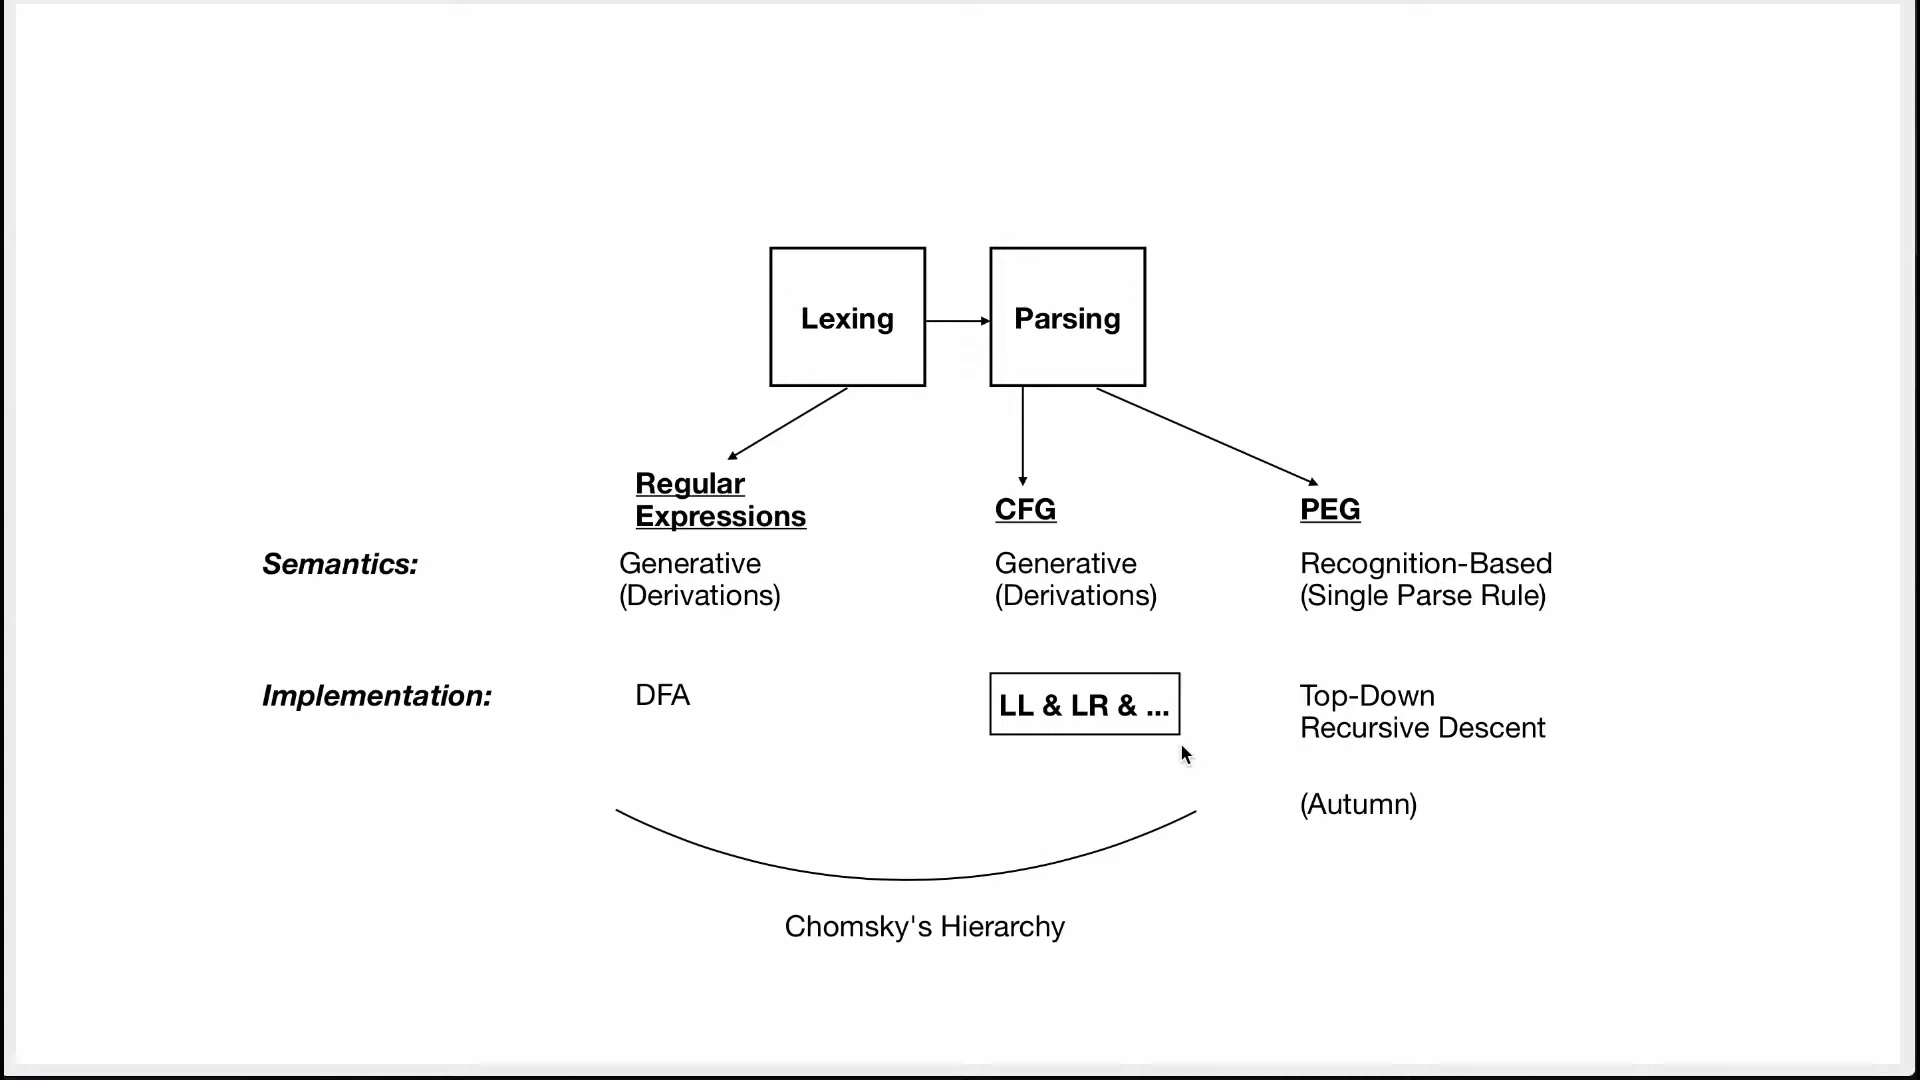 Lexing
Parsing
Regular
Expressions
CFG
PEG
Semantics:
Generative
(Derivations)
Generative
(Derivations)
Recognition-Based
(Single Parse Rule)
Implementation:
DFA
LL & LR & ...
Top-Down
Recursive Descent
(Autumn)
Chomsky's Hierarchy